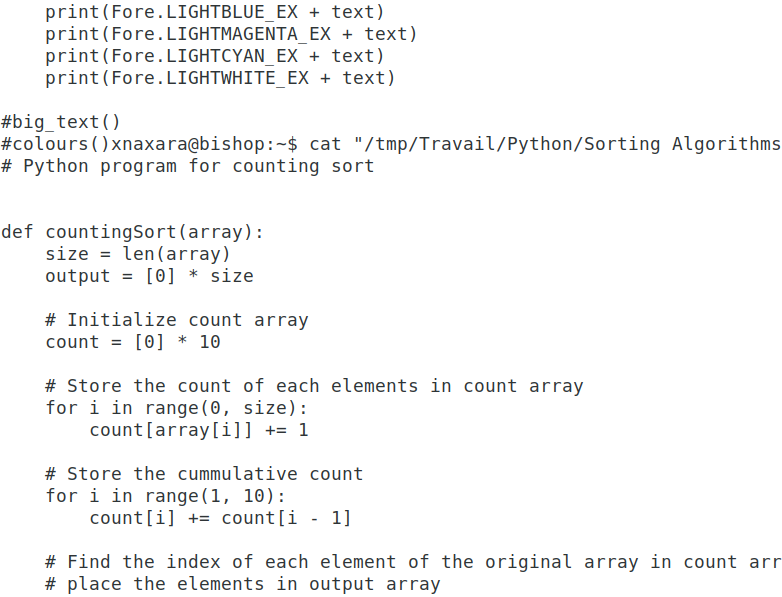 print(Fore.LIGHTBLUE_EX + text)
    print(Fore.LIGHTMAGENTA_EX + text)
    print(Fore.LIGHTCYAN_EX + text)
    print(Fore.LIGHTWHITE_EX + text)

#big_text()
#colours()xnaxara@bishop:~$ cat "/tmp/Travail/Python/Sorting Algorithms
# Python program for counting sort


def countingSort(array):
    size = len(array)
    output = [0] * size

    # Initialize count array
    count = [0] * 10

    # Store the count of each elements in count array
    for i in range(0, size):
        count[array[i]] += 1

    # Store the cummulative count
    for i in range(1, 10):
        count[i] += count[i - 1]

    # Find the index of each element of the original array in count arr
    # place the elements in output array